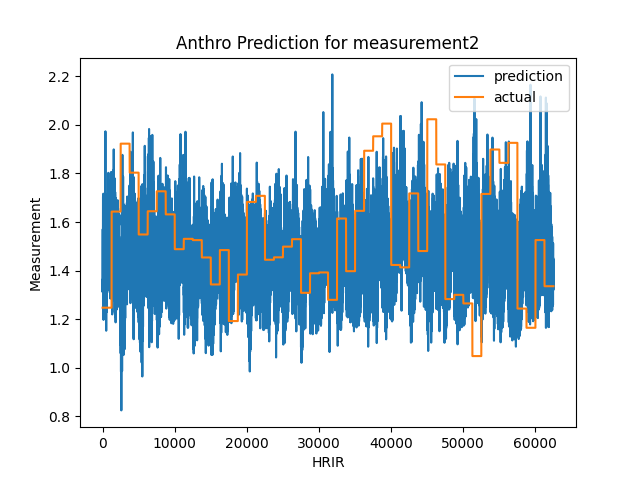 Anthro Prediction for measurement2
prediction
actual
2.2
2.0
1.8
1.6
1.4
1.2
1.0
0.8
Measurement
0 10000 20000 30000 40000 50000 60000
HRIR